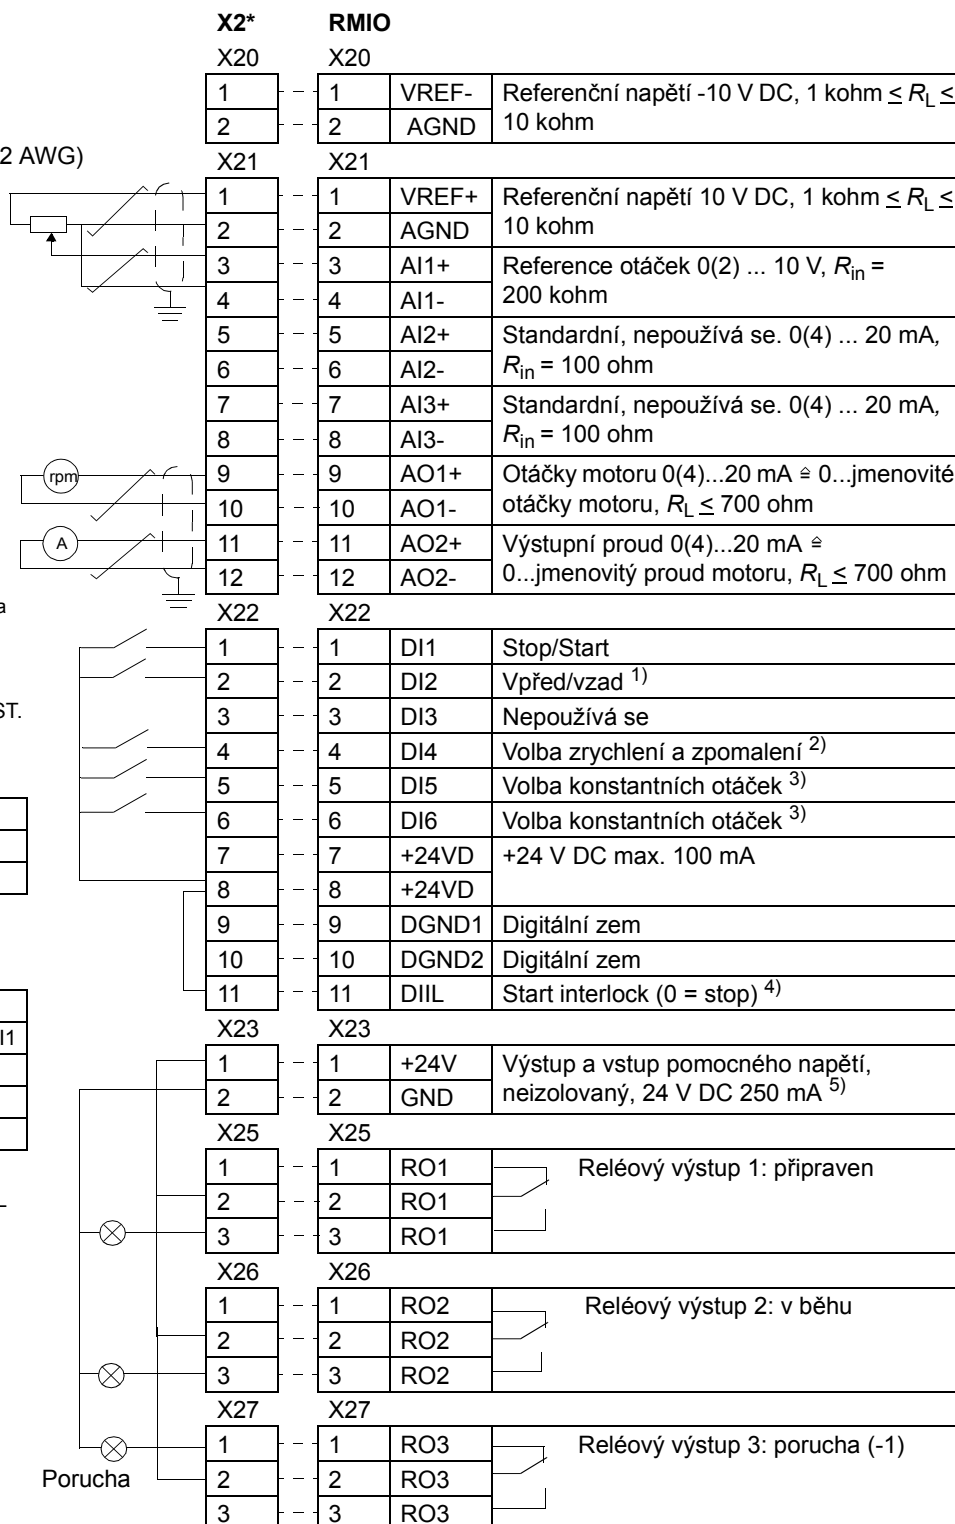 X2* RMIO
X20 X20
1 1 VREF- Referenční napětí -10 V DC, 1 kohm ≤ RL ≤
2 2 AGND 10 kohm
2 AWG)
X21 X21
1 1 VREF+ Referenční napětí 10 V DC, 1 kohm ≤ RL ≤
2 2 AGND 10 kohm
3 3 AI1+ Reference otáček 0(2) ... 10 V, Rin =
4 4 AI1- 200 kohm
5 5 AI2+ Standardní, nepoužívá se. 0(4) ... 20 mA,
6 6 AI2- Rin = 100 ohm
7 7 AI3+ Standardní, nepoužívá se. 0(4) ... 20 mA,
8 8 AI3- Rin = 100 ohm
rpm 9 9 AO1+ Otáčky motoru 0(4)...20 mA ≙ 0...jmenovité
10 10 AO1- otáčky motoru, RL ≤ 700 ohm
A 11 11 AO2+ Výstupní proud 0(4)...20 mA ≙
12 12 AO2- 0...jmenovitý proud motoru, RL ≤ 700 ohm
a
X22 X22
1 1 DI1 Stop/Start
2 2 DI2 Vpřed/vzad 1)
ST.
3 3 DI3 Nepoužívá se
4 4 DI4 Volba zrychlení a zpomalení 2)
5 5 DI5 Volba konstantních otáček 3)
6 6 DI6 Volba konstantních otáček 3)
7 7 +24VD +24 V DC max. 100 mA
8 8 +24VD
9 9 DGND1 Digitální zem
10 10 DGND2 Digitální zem
11 11 DIIL Start interlock (0 = stop) 4)
I1
X23 X23
1 1 +24V Výstup a vstup pomocného napětí,
2 2 GND neizolovaný, 24 V DC 250 mA 5)
X25 X25
1 1 RO1 Reléový výstup 1: připraven
2 2 RO1
3 3 RO1
X26 X26
1 1 RO2 Reléový výstup 2: v běhu
2 2 RO2
3 3 RO2
X27 X27
1 1 RO3 Reléový výstup 3: porucha (-1)
Porucha 2 2 RO3
3 3 RO3